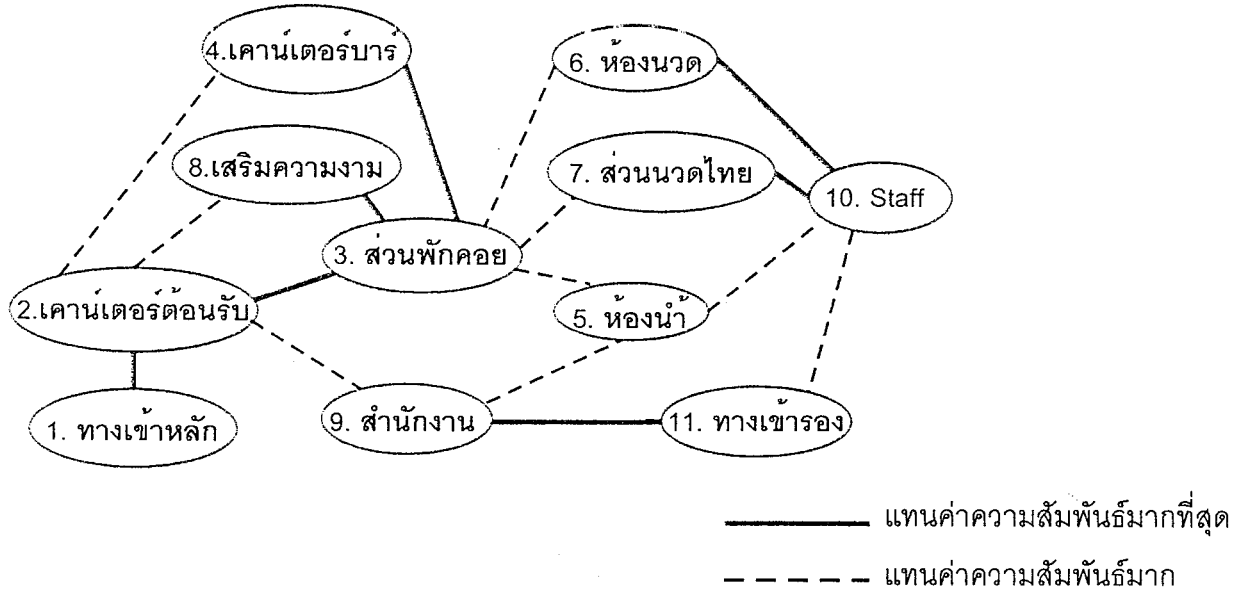 4.เคาน์เตอร์บาร์
6. ห้องนวด
8.เสริมความงาม
7. ส่วนนวดไทย
10. Staff
3. ส่วนพักคอย
2.เคาน์เตอร์ต้อนรับ
5. ห้องน้ำ
1. ทางเข้าหลัก
9. สำนักงาน
11. ทางเข้ารอง
แทนค่าความสัมพันธ์มากที่สุด
แทนค่าความสัมพันธ์มาก